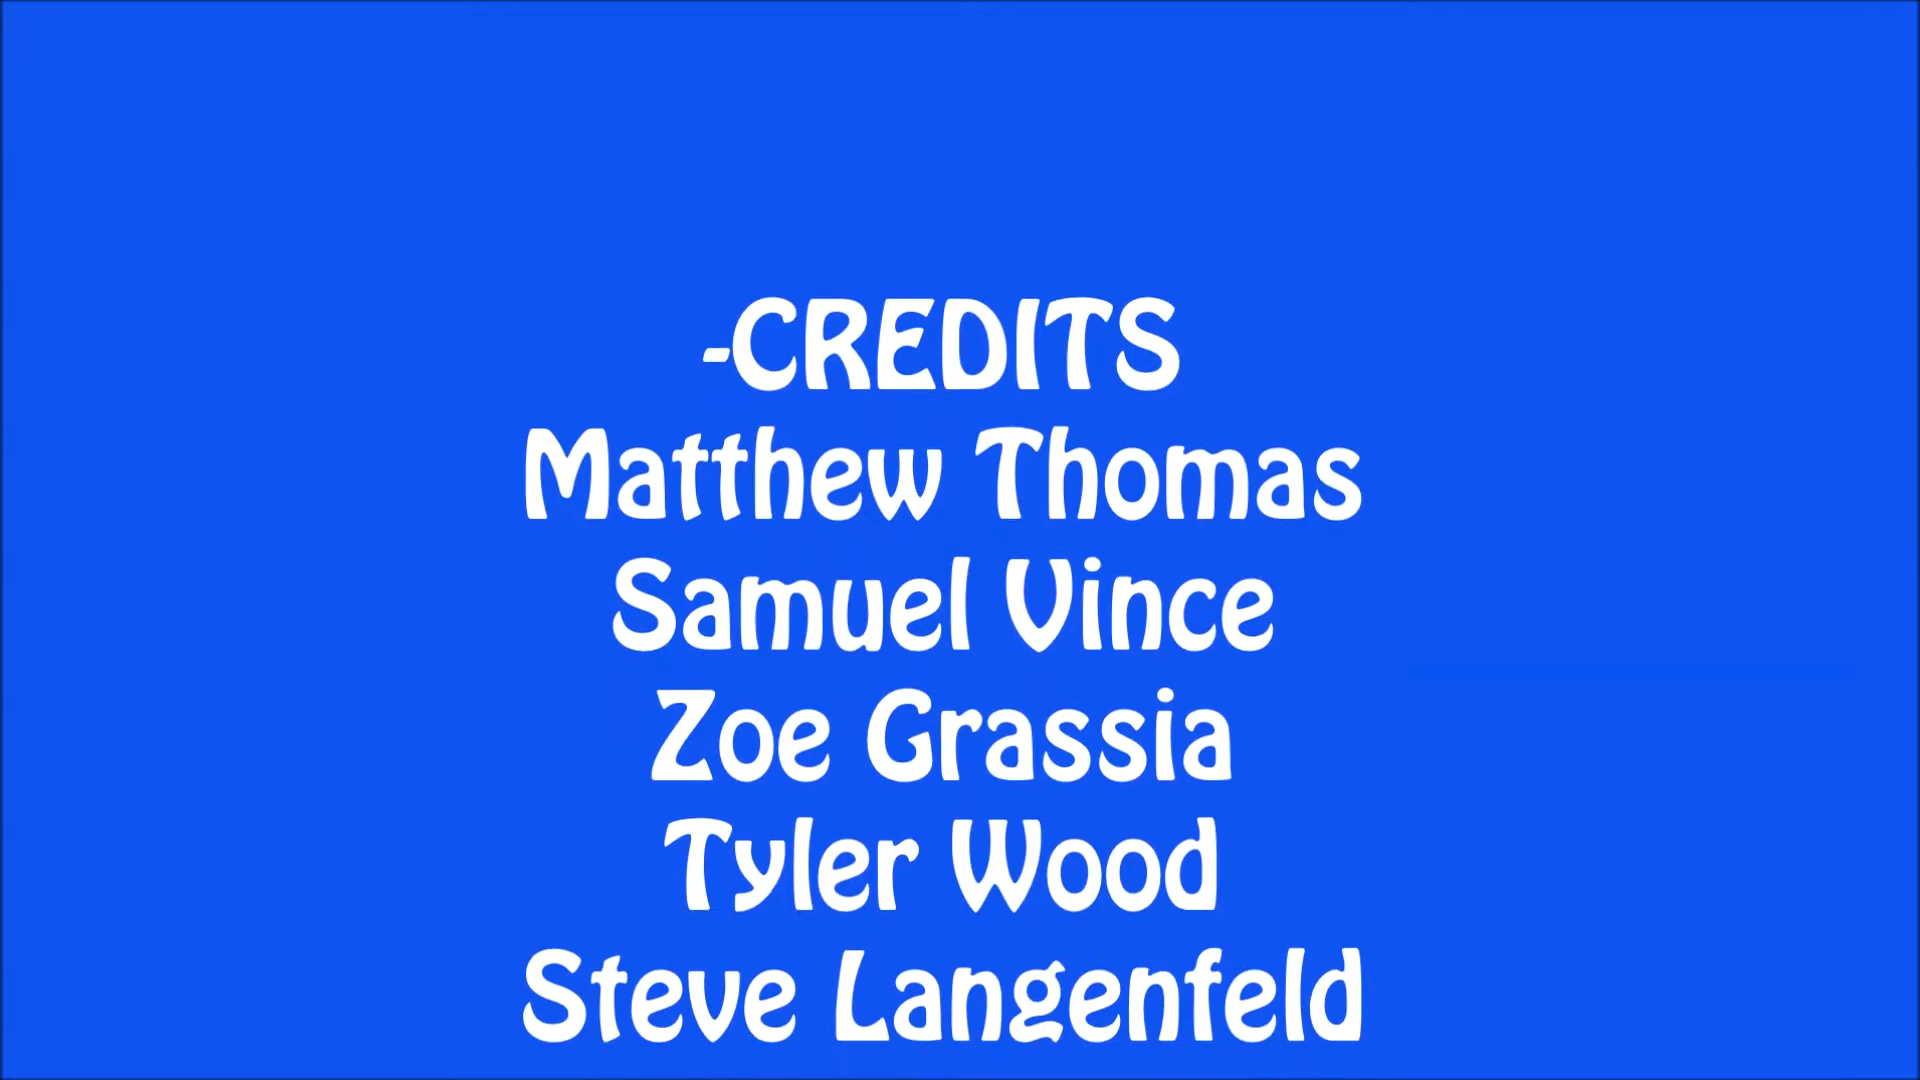 -CREDITS
Matthew Thomas
Samuel Vince
Zoe Grassia
Tyler Wood
Steve Langenfeld